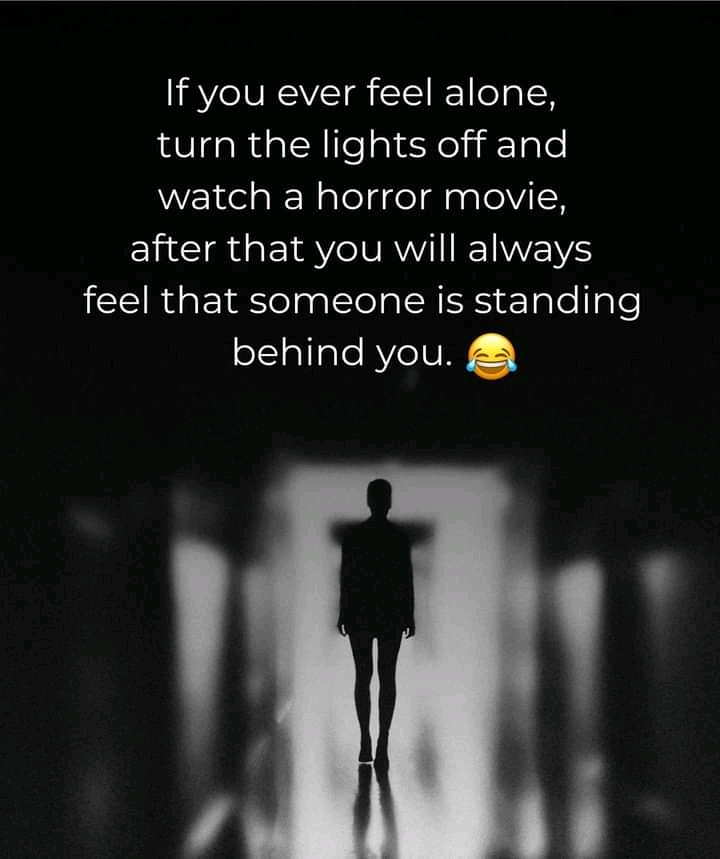 If you ever feel alone,
turn the lights off and
watch a horror movie,
after that you will always
feel that someone is standing
behind you. 😂